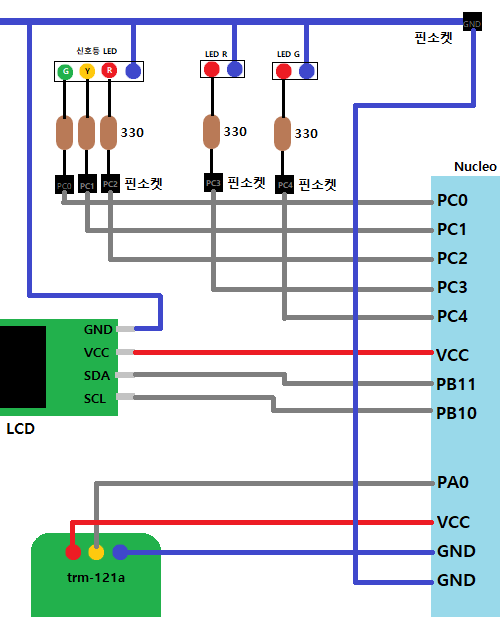 GND
핀소켓
신호등 LED
LED R
LED G
G Y R
330
330
330
PC0 PC1 PC2 핀소켓
PC3 핀소켓
PC4 핀소켓
Nucleo
PC0
PC1
PC2
PC3
PC4
GND
VCC
SDA
SCL
VCC
PB11
PB10
LCD
PA0
VCC
GND
GND
trm-121a